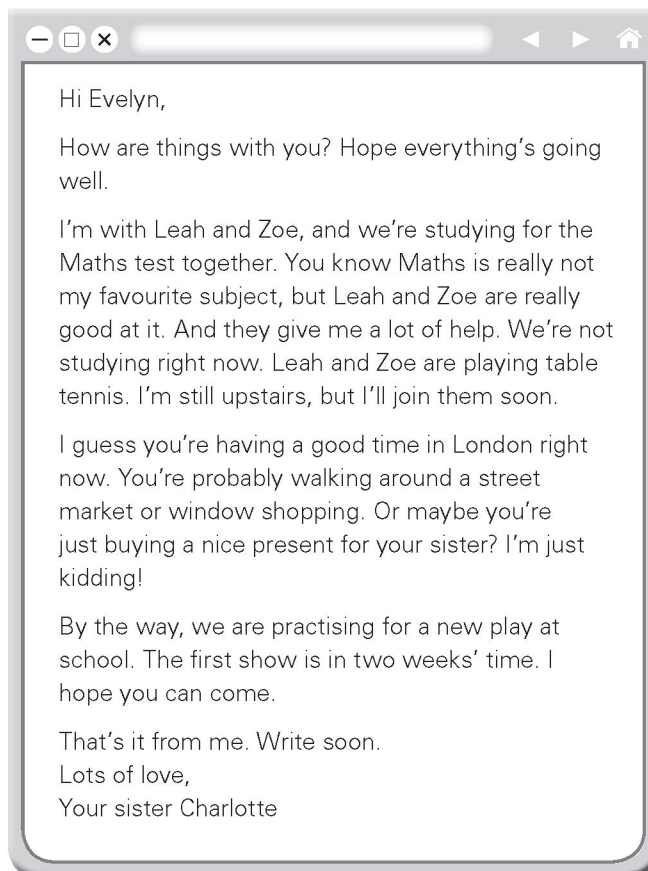 Hi Evelyn,
How are things with you? Hope everything's going
well.
I'm with Leah and Zoe, and we're studying for the
Maths test together. You know Maths is really not
my favourite subject, but Leah and Zoe are really
good at it. And they give me a lot of help. We're not
studying right now. Leah and Zoe are playing table
tennis. I'm still upstairs, but I'll join them soon.
I guess you're having a good time in London right
now. You're probably walking around a street
market or window shopping. Or maybe you're
just buying a nice present for your sister? I'm just
kidding!
By the way, we are practising for a new play at
school. The first show is in two weeks' time. I
hope you can come.
That's it from me. Write soon.
Lots of love,
Your sister Charlotte